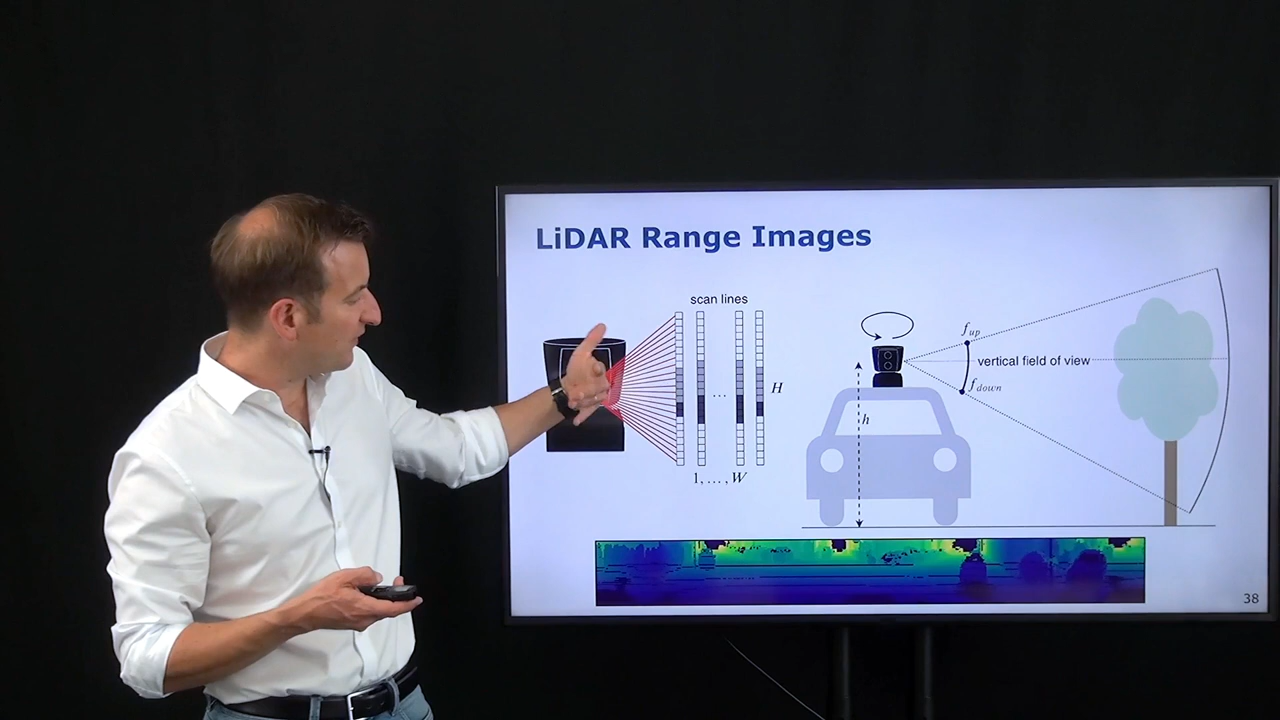 LiDAR Range Images
scan lines
H
1, ... , W
...
f_up
vertical field of view
f_down
h
38